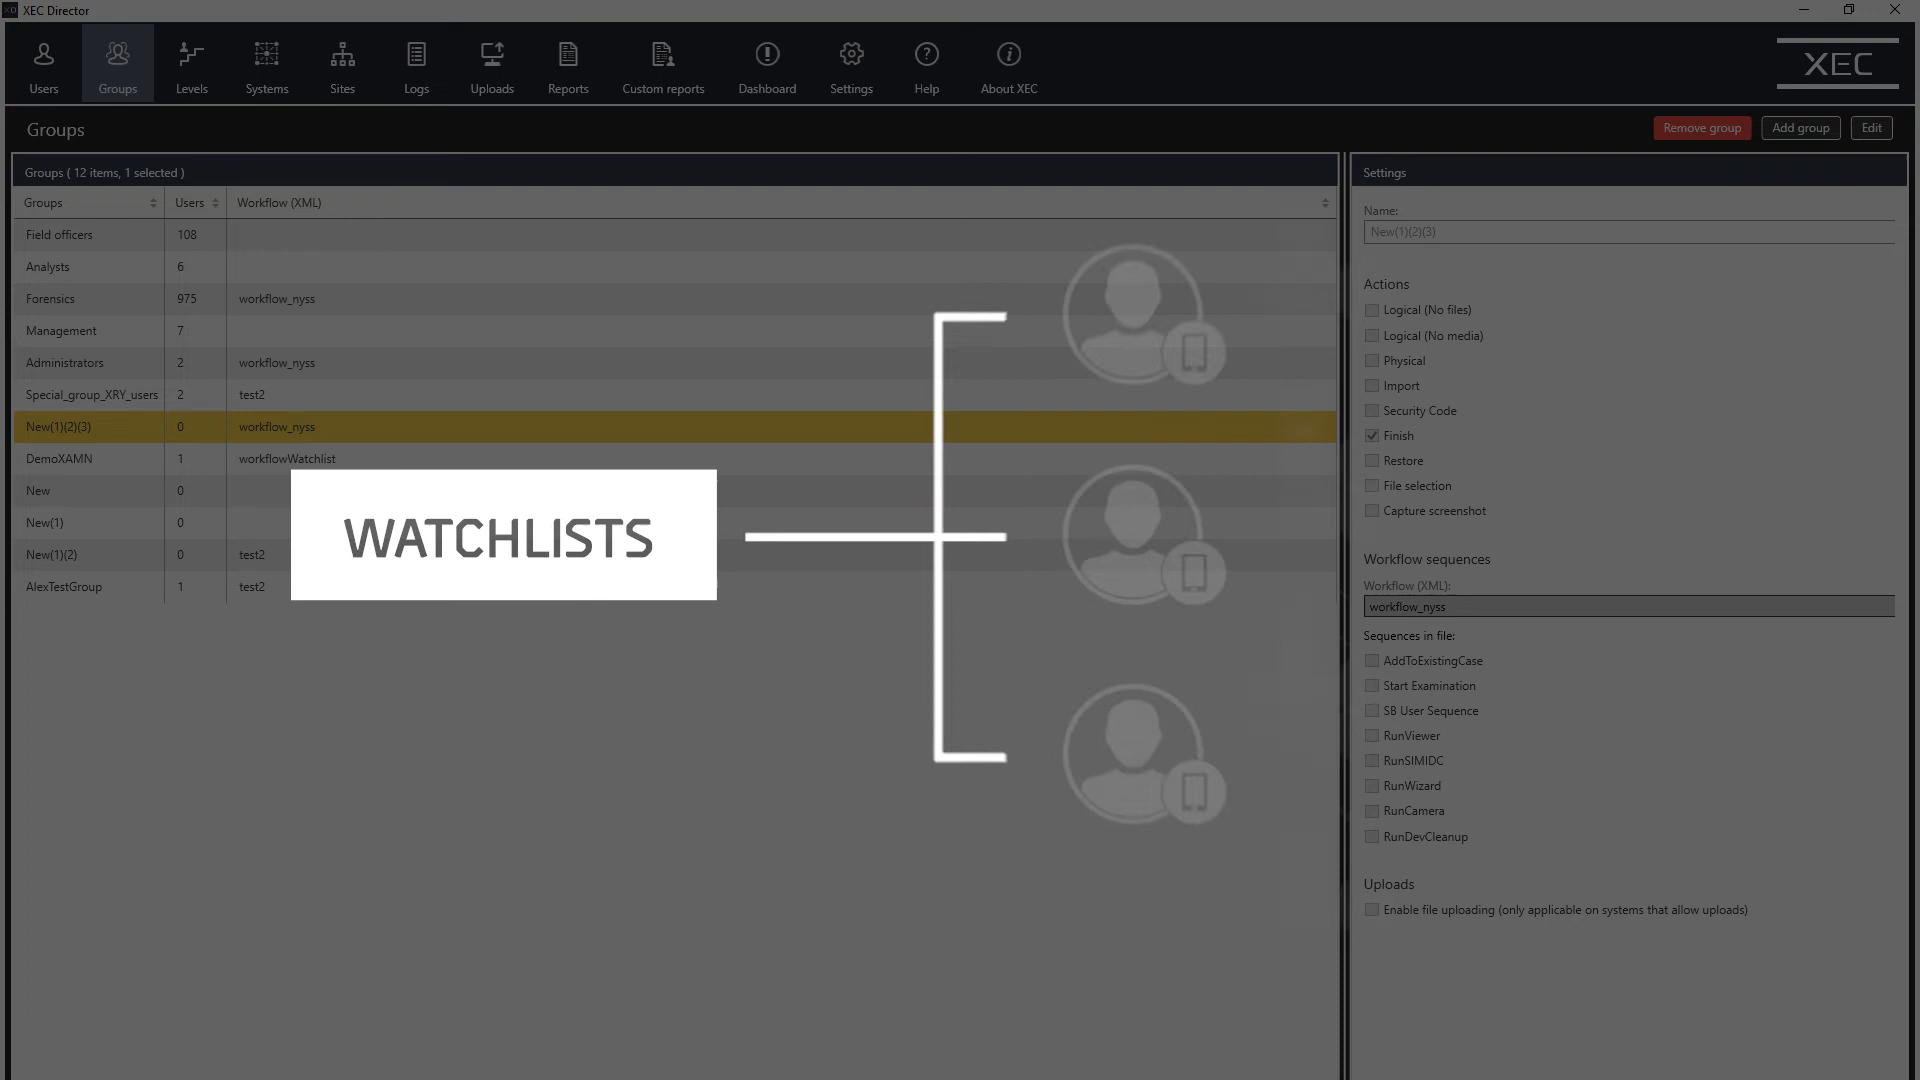 XEC Director
Users
Groups
Levels
Systems
Sites
Logs
Uploads
Reports
Custom reports
Dashboard
Settings
Help
About XEC
XEC
Groups
Remove group
Add group
Edit
Groups ( 12 items, 1 selected )
Groups Users Workflow (XML)
Field officers 108
Analysts 6
Forensics 975 workflow_nyss
Management 7
Administrators 2 workflow_nyss
Special_group_XRY_users 2 test2
New(1)(2)(3) 0 workflow_nyss
DemoXAMN 1 workflowWatchlist
New 0
New(1) 0
New(1)(2) 0 test2
AlexTestGroup 1 test2
WATCHLISTS
Settings
Name:
New(1)(2)(3)
Actions
Logical (No files)
Logical (No media)
Physical
Import
Security Code
Finish
Restore
File selection
Capture screenshot
Workflow sequences
Workflow (XML):
workflow_nyss
Sequences in file:
AddToExistingCase
Start Examination
SB User Sequence
RunViewer
RunSIMIDC
RunWizard
RunCamera
RunDevCleanup
Uploads
Enable file uploading (only applicable on systems that allow uploads)